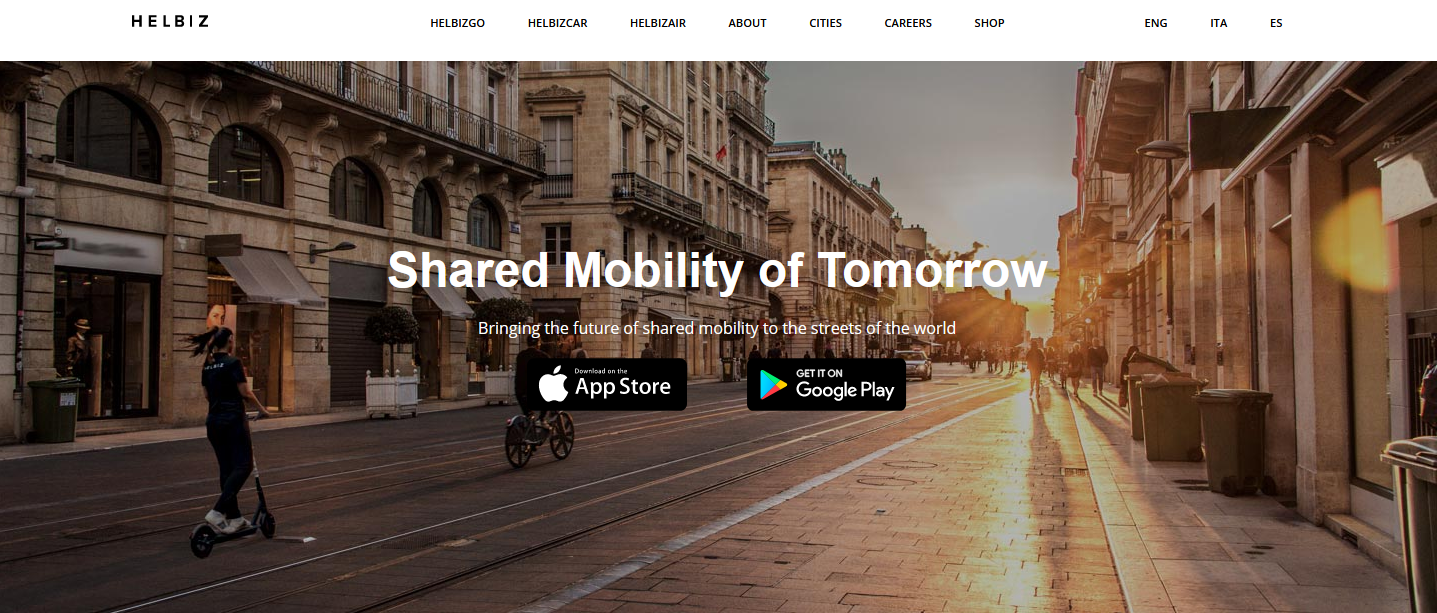 HELBIZ
HELBIZGO
HELBIZCAR
HELBIZAIR
ABOUT
CITIES
CAREERS
SHOP
ENG
ITA
ES
Shared Mobility of Tomorrow
Bringing the future of shared mobility to the streets of the world
Download on the
App Store
GET IT ON
Google Play
HELBIZ